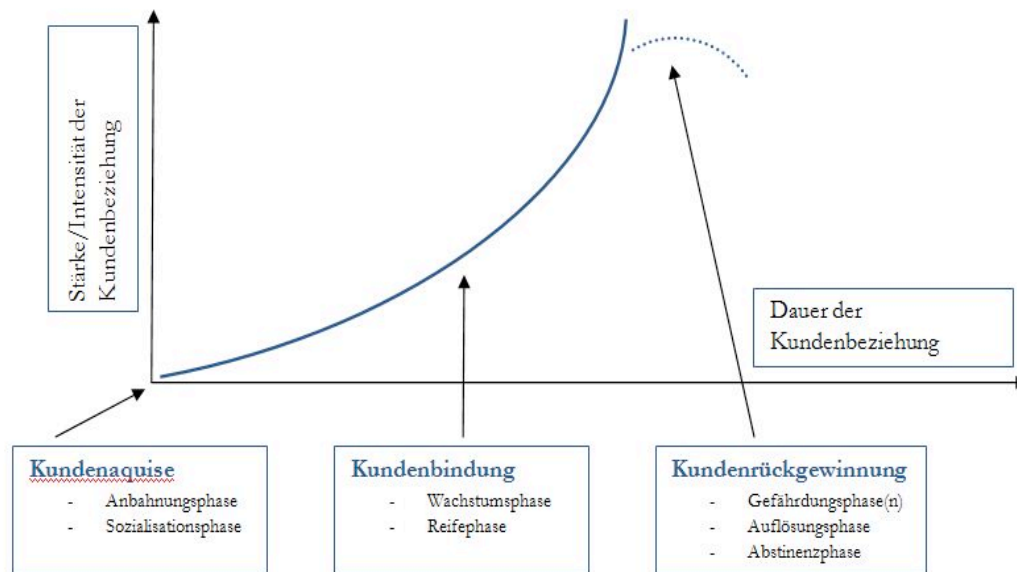 Stärke/Intensität der
Kundenbeziehung
Dauer der
Kundenbeziehung
Kundenaquise
- Anbahnungsphase
- Sozialisationsphase
Kundenbindung
- Wachstumsphase
- Reifephase
Kundenrückgewinnung
- Gefährdungsphase(n)
- Auflösungsphase
- Abstinenzphase